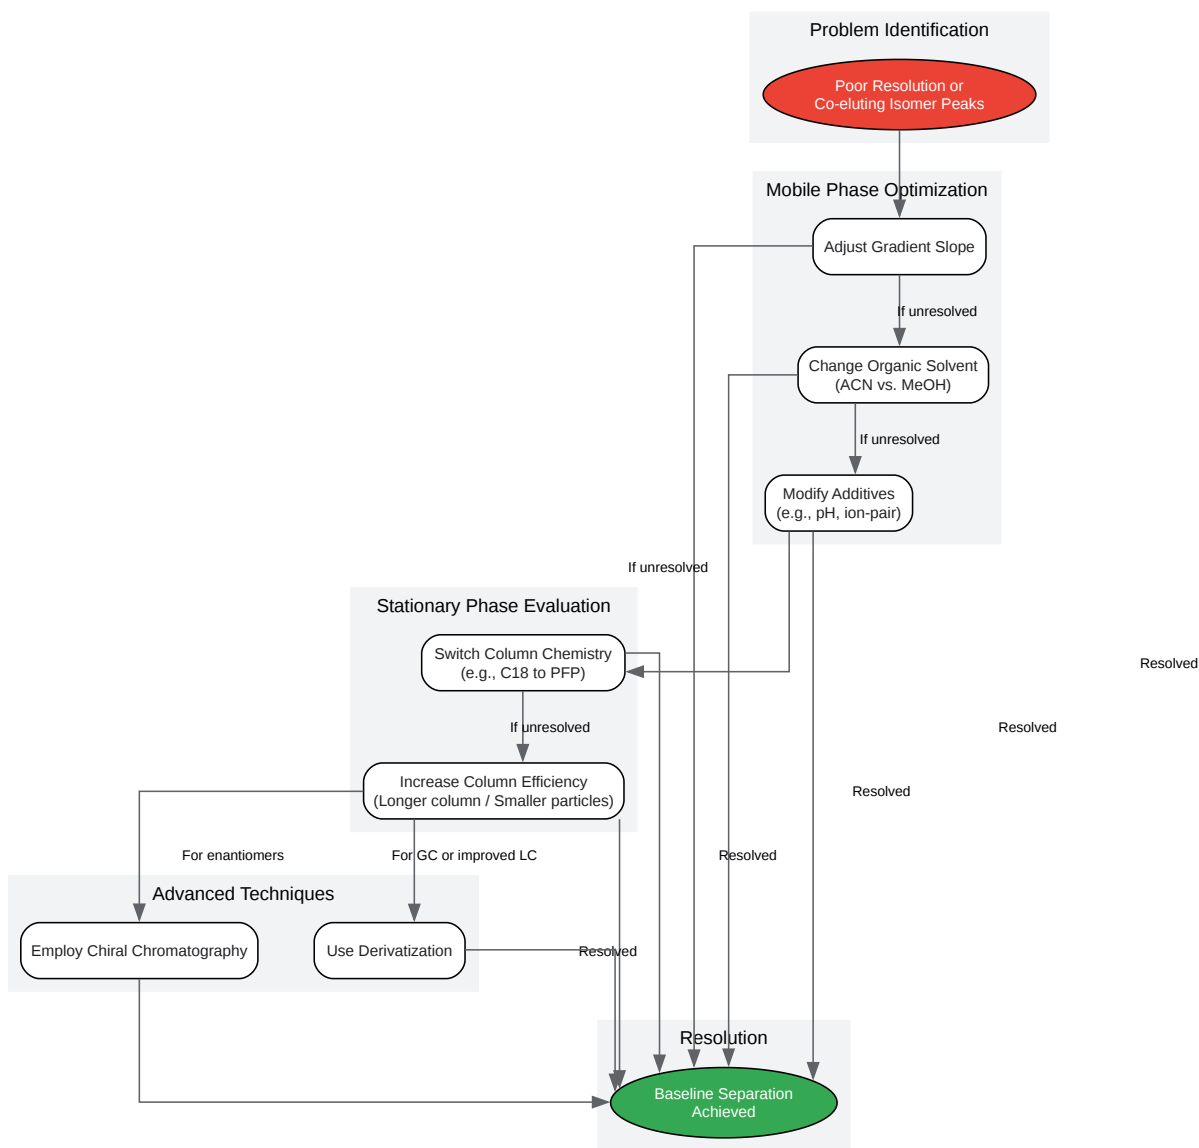 Problem Identification
Poor Resolution or
Co-eluting Isomer Peaks
Mobile Phase Optimization
Adjust Gradient Slope
If unresolved
Change Organic Solvent
(ACN vs. MeOH)
If unresolved
Modify Additives
(e.g., pH, ion-pair)
If unresolved
Stationary Phase Evaluation
Switch Column Chemistry
(e.g., C18 to PFP)
Resolved
If unresolved
Resolved
Increase Column Efficiency
(Longer column / Smaller particles)
Resolved
For enantiomers
For GC or improved LC
Resolved
Advanced Techniques
Employ Chiral Chromatography
Use Derivatization
Resolved
Resolution
Baseline Separation
Achieved